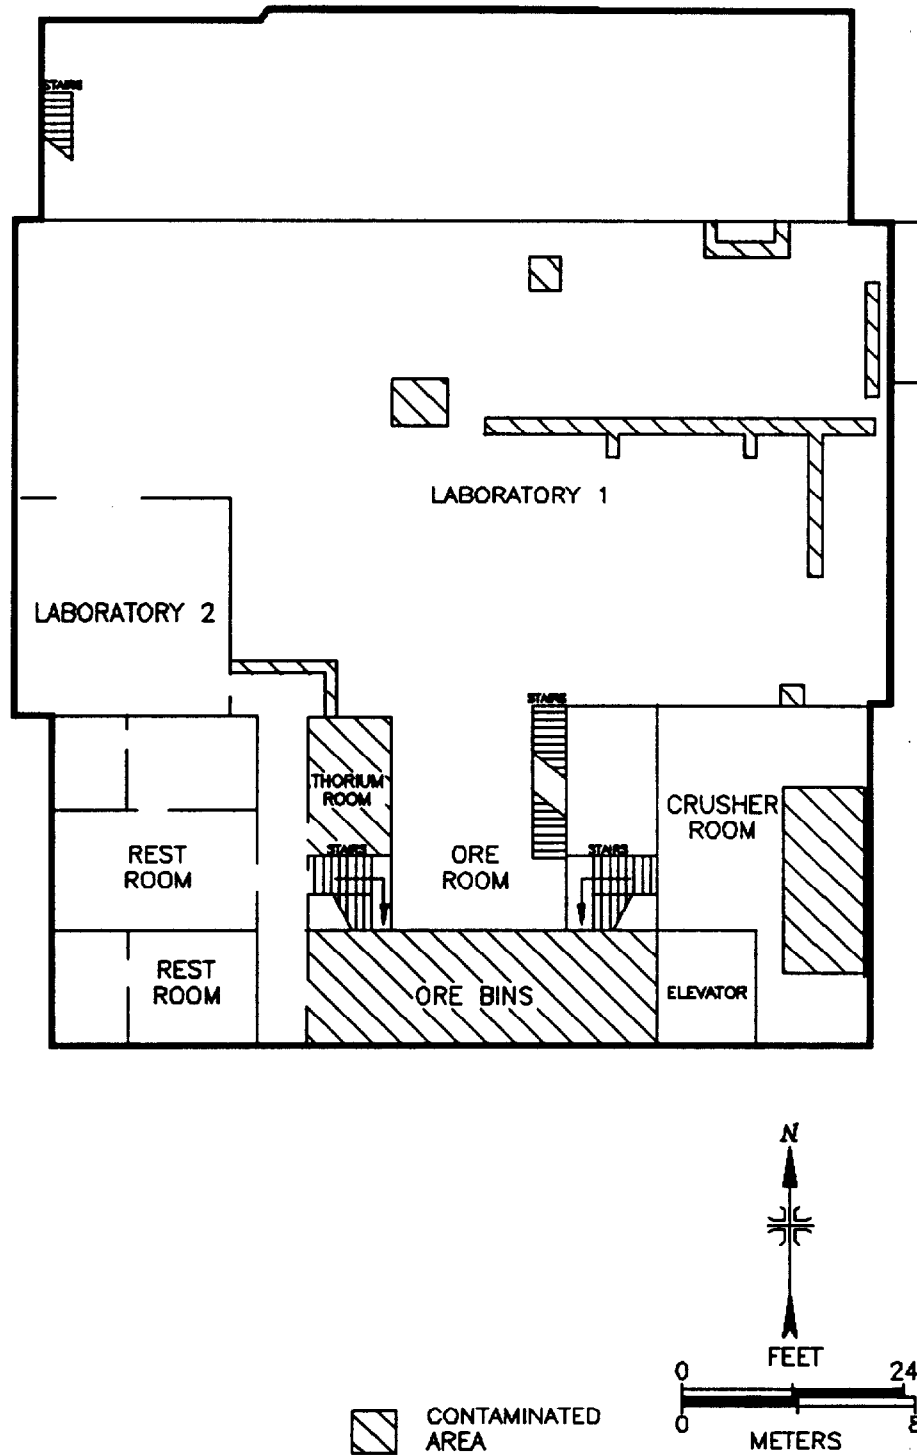 STAIRS
LABORATORY 1
LABORATORY 2
STAIRS
THORIUM
ROOM
CRUSHER
ROOM
STAIRS
STAIRS
REST
ROOM
ORE
ROOM
REST
ROOM
ORE BINS
ELEVATOR
N
FEET
0 24
0 8
METERS
CONTAMINATED
AREA